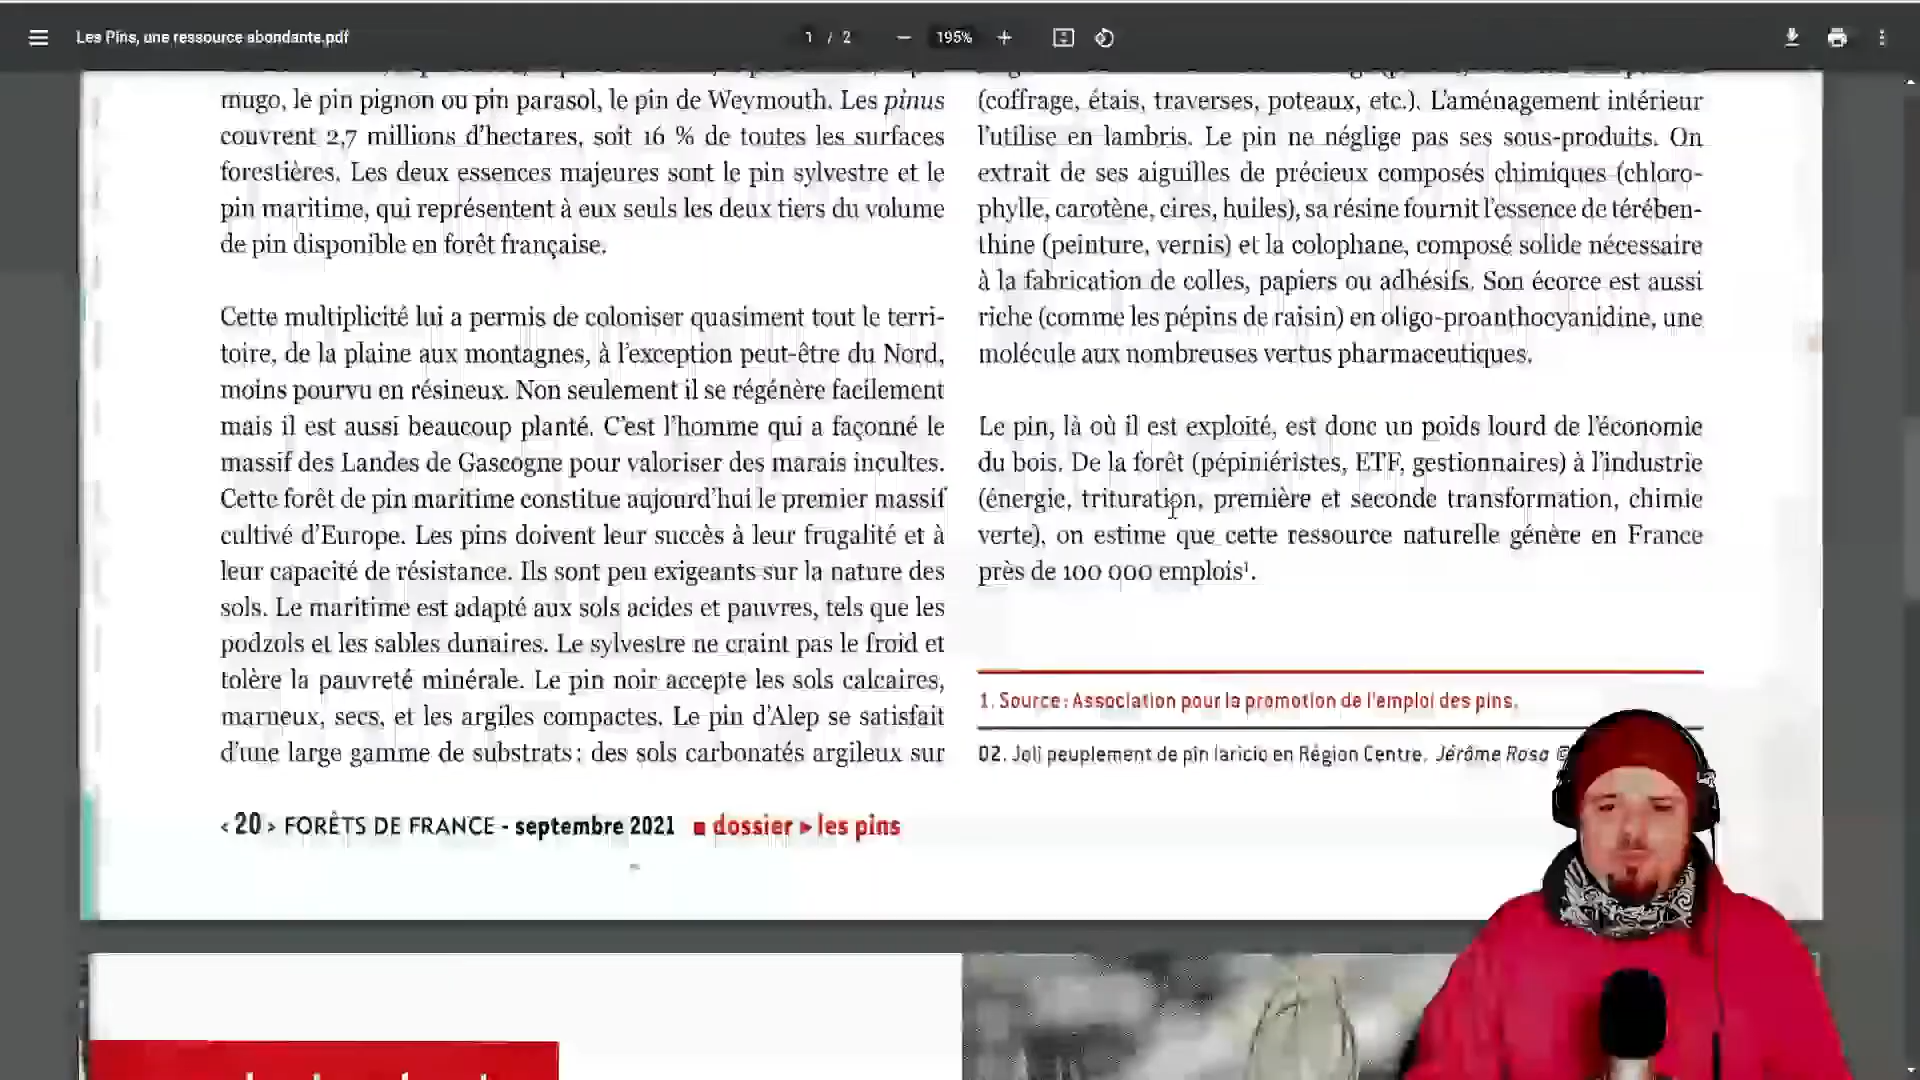 Les Pins, une ressource abondante.pdf
1 / 2
195%
mugo, le pin pignon ou pin parasol, le pin de Weymouth. Les pinus
couvrent 2,7 millions d'hectares, soit 16 % de toutes les surfaces
forestières. Les deux essences majeures sont le pin sylvestre et le
pin maritime, qui représentent à eux seuls les deux tiers du volume
de pin disponible en forêt française.
Cette multiplicité lui a permis de coloniser quasiment tout le terri-
toire, de la plaine aux montagnes, à l'exception peut-être du Nord,
moins pourvu en résineux. Non seulement il se régénère facilement
mais il est aussi beaucoup planté. C'est l'homme qui a façonné le
massif des Landes de Gascogne pour valoriser des marais incultes.
Cette forêt de pin maritime constitue aujourd'hui le premier massif
cultivé d'Europe. Les pins doivent leur succès à leur frugalité et à
leur capacité de résistance. Ils sont peu exigeants sur la nature des
sols. Le maritime est adapté aux sols acides et pauvres, tels que les
podzols et les sables dunaires. Le sylvestre ne craint pas le froid et
tolère la pauvreté minérale. Le pin noir accepte les sols calcaires,
marneux, secs, et les argiles compactes. Le pin d'Alep se satisfait
d'une large gamme de substrats : des sols carbonatés argileux sur
(coffrage, étais, traverses, poteaux, etc.). L'aménagement intérieur
l'utilise en lambris. Le pin ne néglige pas ses sous-produits. On
extrait de ses aiguilles de précieux composés chimiques (chloro-
phylle, carotène, cires, huiles), sa résine fournit l'essence de térében-
thine (peinture, vernis) et la colophane, composé solide nécessaire
à la fabrication de colles, papiers ou adhésifs. Son écorce est aussi
riche (comme les pépins de raisin) en oligo-proanthocyanidine, une
molécule aux nombreuses vertus pharmaceutiques.
Le pin, là où il est exploité, est donc un poids lourd de l'économie
du bois. De la forêt (pépiniéristes, ETF, gestionnaires) à l'industrie
(énergie, trituration, première et seconde transformation, chimie
verte), on estime que cette ressource naturelle génère en France
près de 100 000 emplois¹.
1. Source : Association pour la promotion de l'emploi des pins.
02. Joli peuplement de pin laricio en Région Centre. Jérôme Rosa ©
< 20 > FORÊTS DE FRANCE - septembre 2021 ■ dossier ► les pins